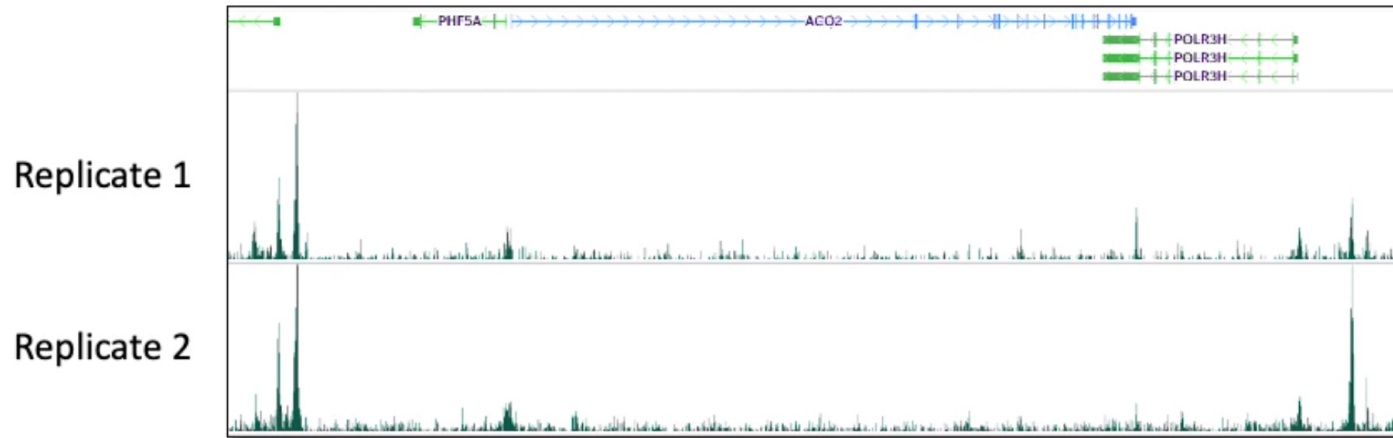 PHF5A ACO2
POLR3H
POLR3H
POLR3H
Replicate 1
Replicate 2